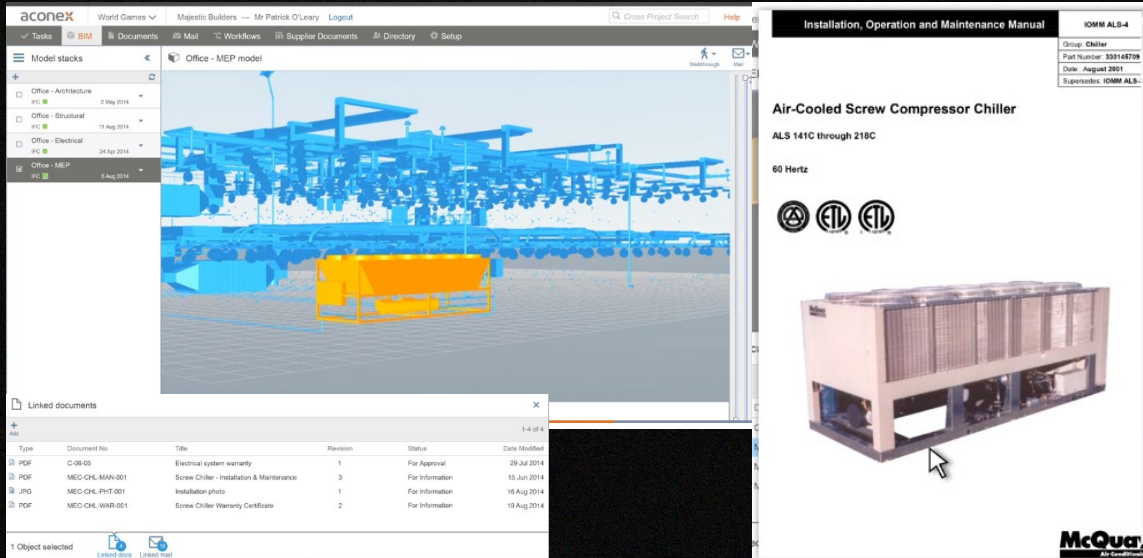 aconex World Games Majestic Builders — Mr Patrick O'Leary Logout Cross Project Search Help
Tasks BIM Documents Mail Workflows Supplier Documents Directory Setup
Model stacks
Office - MEP model
Walkthrough Mail
Office - Architecture
IFC 2 May 2014
Office - Structural
IFC 11 Aug 2014
Office - Electrical
IFC 24 Apr 2014
Office - MEP
IFC 6 Aug 2014
Linked documents
Add
1-4 of 4
Type Document No Title Revision Status Date Modified
PDF C-06-05 Electrical system warranty 1 For Approval 29 Jul 2014
PDF MEC-CHL-MAN-001 Screw Chiller - Installation & Maintenance 3 For Information 15 Jun 2014
JPG MEC-CHL-PHT-001 Installation photo 1 For Information 16 Aug 2014
PDF MEC-CHL-WAR-001 Screw Chiller Warranty Certificate 2 For Information 19 Aug 2014
1 Object selected
Linked docs Linked mail
Installation, Operation and Maintenance Manual
IOMM ALS-4
Group: Chiller
Part Number: 330145709
Date: August 2001
Supersedes: IOMM ALS-
Air-Cooled Screw Compressor Chiller
ALS 141C through 218C
60 Hertz
ETL ETL
McQuay
Air Condition